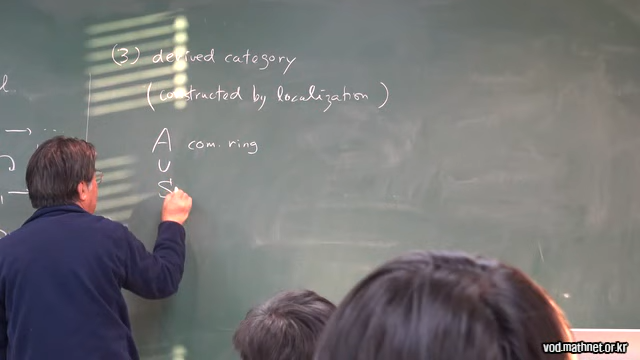 (3) derived category
(constructed by localization)
A com. ring
∪
S
vod.mathnet.or.kr